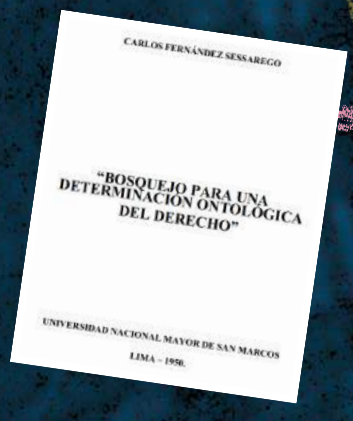 CARLOS FERNÁNDEZ SESSAREGO
“BOSQUEJO PARA UNA
DETERMINACIÓN ONTOLÓGICA
DEL DERECHO”
UNIVERSIDAD NACIONAL MAYOR DE SAN MARCOS
LIMA – 1950.